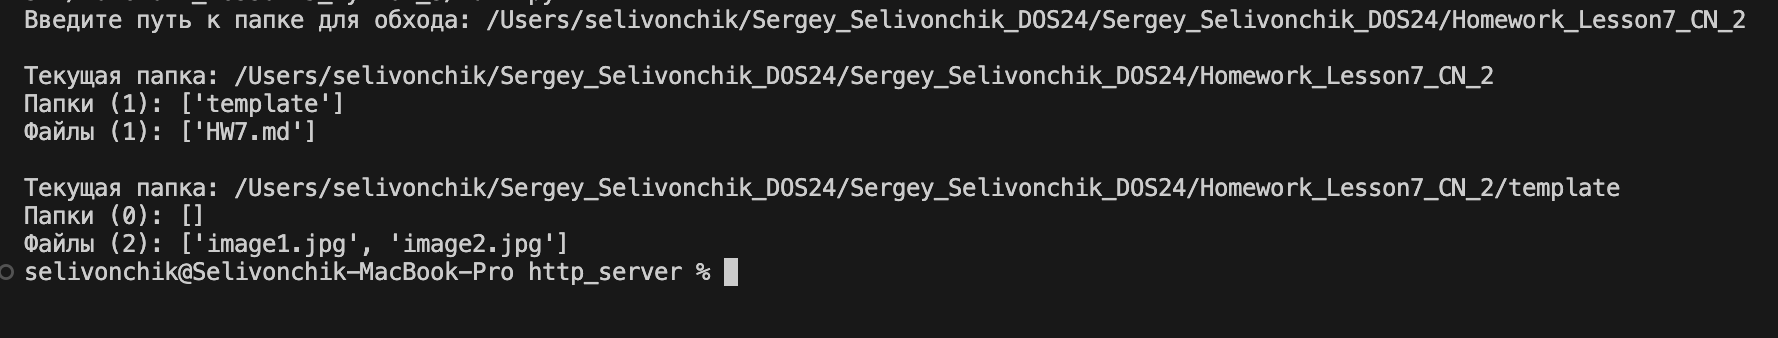 Введите путь к папке для обхода: /Users/selivonchik/Sergey_Selivonchik_DOS24/Sergey_Selivonchik_DOS24/Homework_Lesson7_CN_2
Текущая папка: /Users/selivonchik/Sergey_Selivonchik_DOS24/Sergey_Selivonchik_DOS24/Homework_Lesson7_CN_2
Папки (1): ['template']
Файлы (1): ['HW7.md']
Текущая папка: /Users/selivonchik/Sergey_Selivonchik_DOS24/Sergey_Selivonchik_DOS24/Homework_Lesson7_CN_2/template
Папки (0): []
Файлы (2): ['image1.jpg', 'image2.jpg']
selivonchik@Selivonchik-MacBook-Pro http_server %